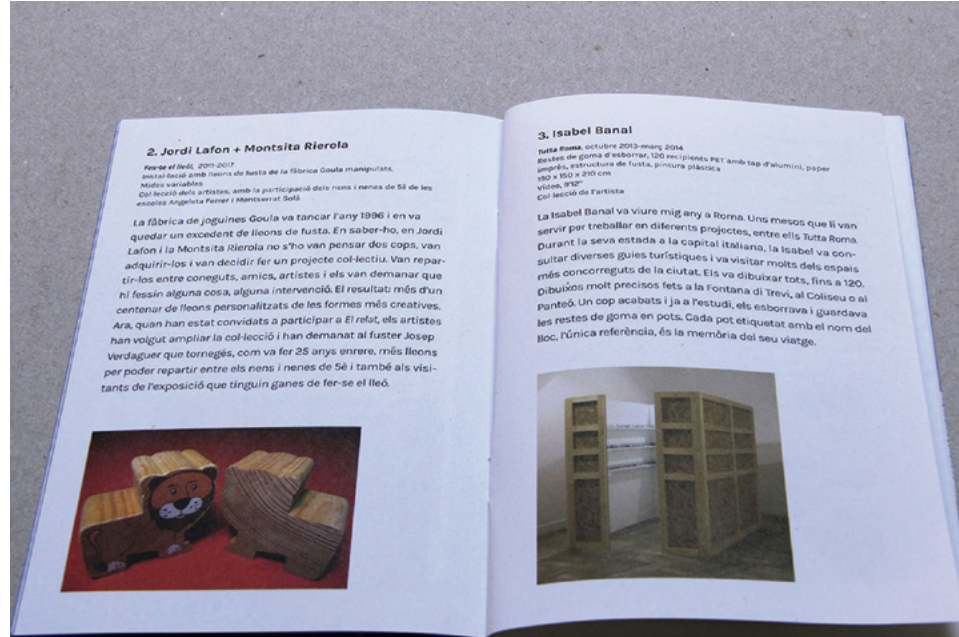 2. Jordi Lafon + Montsita Rierola
Fes-te el lleó, 2011-2017
Instal·lació amb lleons de fusta de la fàbrica Goula manipulats.
Mides variables
Col·lecció dels artistes, amb la participació dels nens i nenes de 5è de les
escoles Angeleta Ferrer i Montserrat Solà
La fàbrica de joguines Goula va tancar l'any 1996 i en va
quedar un excedent de lleons de fusta. En saber-ho, en Jordi
Lafon i la Montsita Rierola no s'ho van pensar dos cops, van
adquirir-los i van decidir fer un projecte col·lectiu. Van repar-
tir-los entre coneguts, amics, artistes i els van demanar que
hi fessin alguna cosa, alguna intervenció. El resultat: més d'un
centenar de lleons personalitzats de les formes més creatives.
Ara, quan han estat convidats a participar a El relat, els artistes
han volgut ampliar la col·lecció i han demanat al fuster Josep
Verdaguer que tornegés, com va fer 25 anys enrere, més lleons
per poder repartir entre els nens i nenes de 5è i també als visi-
tants de l'exposició que tinguin ganes de fer-se el lleó.
3. Isabel Banal
Tutta Roma, octubre 2013-març 2014
Restes de goma d'esborrar, 120 recipients PET amb tap d'alumini, paper
imprès, estructura de fusta, pintura plàstica
190 x 150 x 210 cm
Vídeo, 9'12"
Col·lecció de l'artista
La Isabel Banal va viure mig any a Roma. Uns mesos que li van
servir per treballar en diferents projectes, entre ells Tutta Roma.
Durant la seva estada a la capital italiana, la Isabel va con-
sultar diverses guies turístiques i va visitar molts dels espais
més concorreguts de la ciutat. Els va dibuixar tots, fins a 120.
Dibuixos molt precisos fets a la Fontana di Trevi, al Coliseu o al
Panteó. Un cop acabats i ja a l'estudi, els esborrava i guardava
les restes de goma en pots. Cada pot etiquetat amb el nom del
lloc, l'única referència, és la memòria del seu viatge.